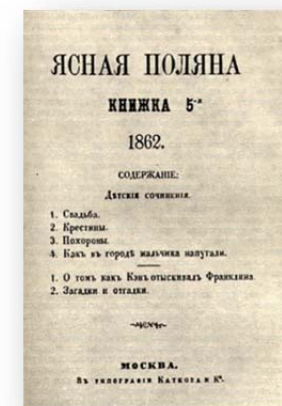 ЯСНАЯ ПОЛЯНА
КНИЖКА 5-я
1862.
СОДЕРЖАНІЕ:
Дѣтскія сочиненія.
1. Свадьба.
2. Крестины.
3. Похороны.
4. Какъ въ городѣ мальчика напугали.
1. О томъ какъ Кэнъ отыскивалъ Франклина.
2. Загадки и отгадки.
МОСКВА.
Въ типографіи Каткова и К°.